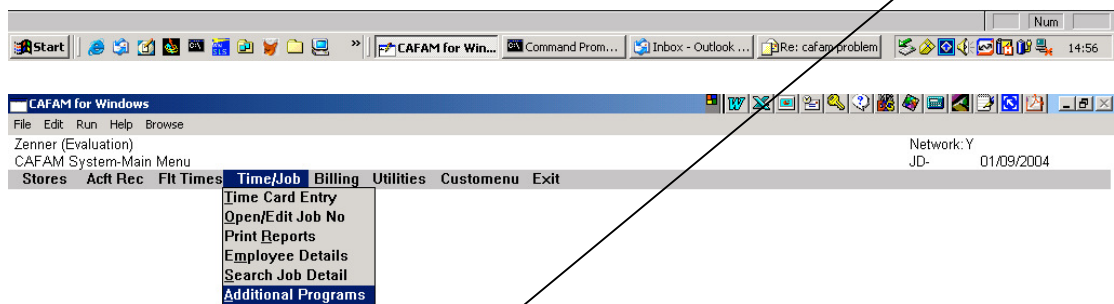 Num
Start » CAFAM for Win... Command Prom... Inbox - Outlook ... Re: cafam problem 14:56
CAFAM for Windows
File Edit Run Help Browse
Zenner (Evaluation) Network: Y
CAFAM System-Main Menu JD- 01/09/2004
Stores Acft Rec Flt Times Time/Job Billing Utilities Customenu Exit
Time Card Entry
Open/Edit Job No
Print Reports
Employee Details
Search Job Detail
Additional Programs